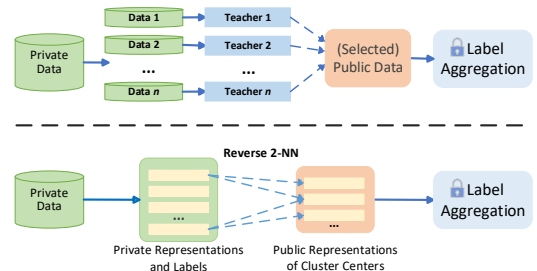 Private
Data
Data 1
Teacher 1
Data 2
Teacher 2
...
...
Data n
Teacher n
(Selected)
Public Data
Label
Aggregation
Reverse 2-NN
Private
Data
...
...
Label
Aggregation
Private Representations
and Labels
Public Representations
of Cluster Centers